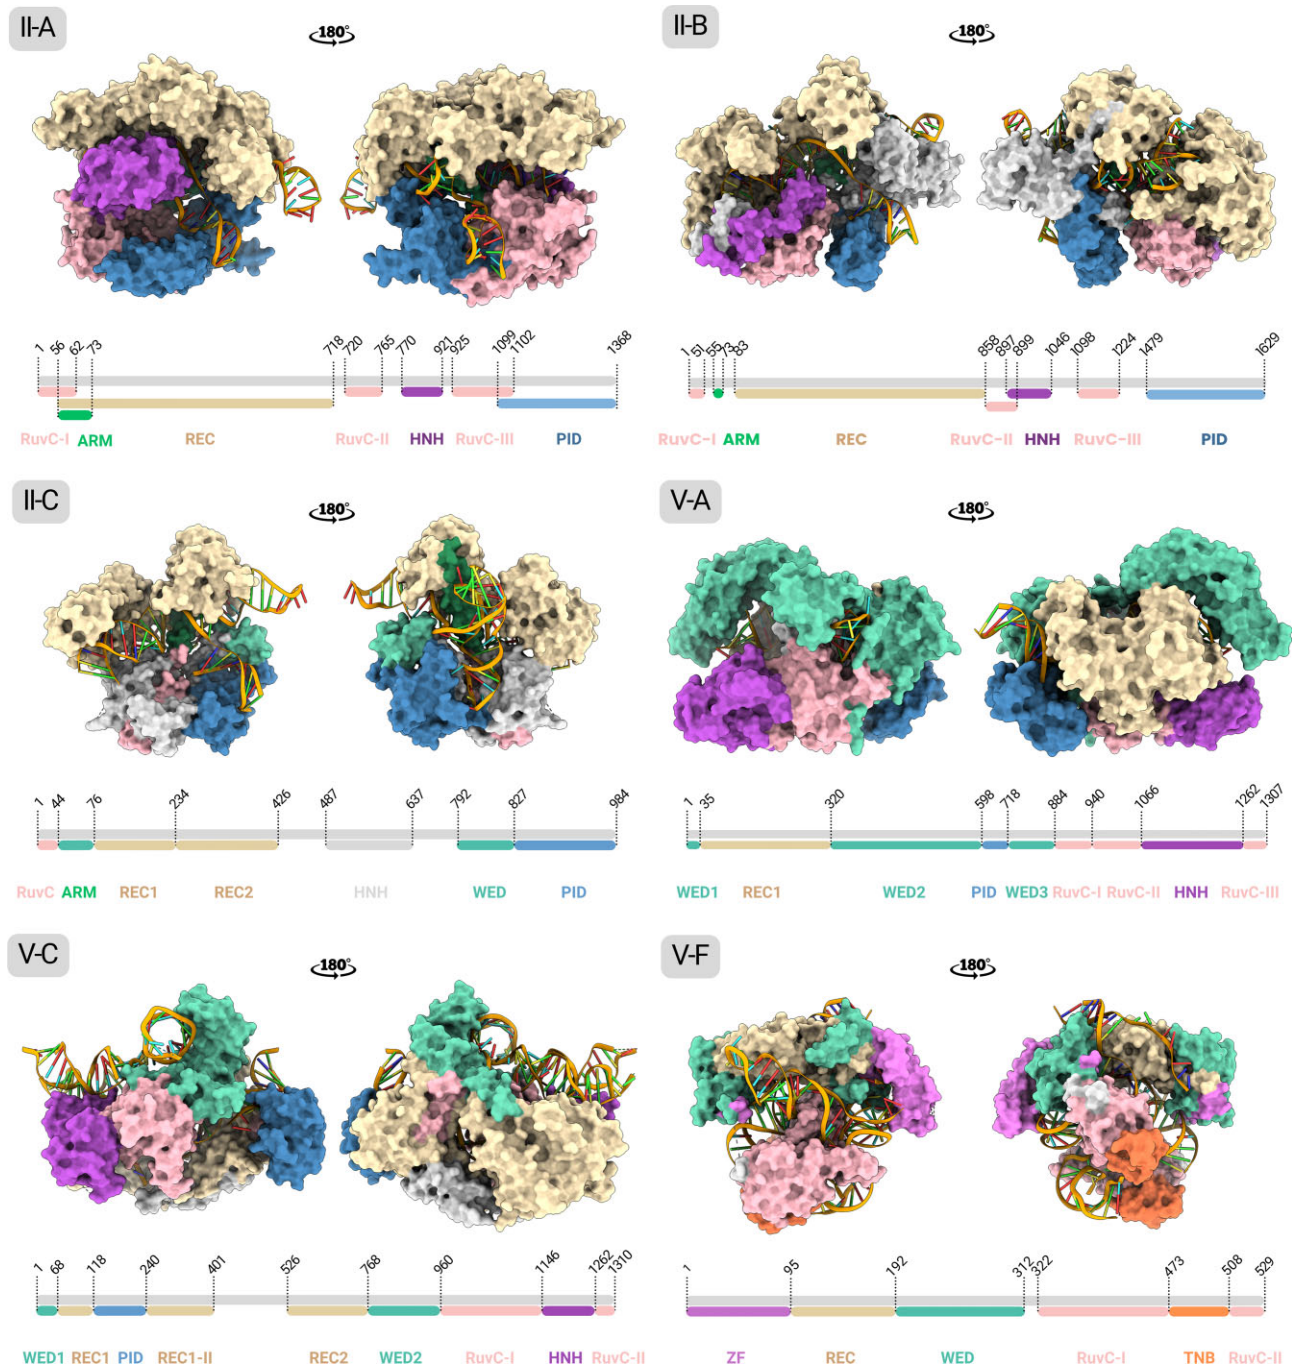 II-A
180°
II-B
180°
1 56 62 73 718 720 765 770 921 925 1099 1102 1368
RuvC-I ARM REC RuvC-II HNH RuvC-III PID
1 51 55 73 83 858 897 899 1046 1098 1224 1479 1629
RuvC-I ARM REC RuvC-II HNH RuvC-III PID
II-C
180°
V-A
180°
1 44 76 234 426 487 637 792 827 984
RuvC ARM REC1 REC2 HNH WED PID
1 35 320 598 718 884 940 1066 1262 1307
WED1 REC1 WED2 PID WED3 RuvC-I RuvC-II HNH RuvC-III
V-C
180°
V-F
180°
1 68 118 240 401 526 768 960 1146 1262 1310
WED1 REC1 PID REC1-II REC2 WED2 RuvC-I HNH RuvC-II
1 95 192 312 322 473 508 529
ZF REC WED RuvC-I TNB RuvC-II